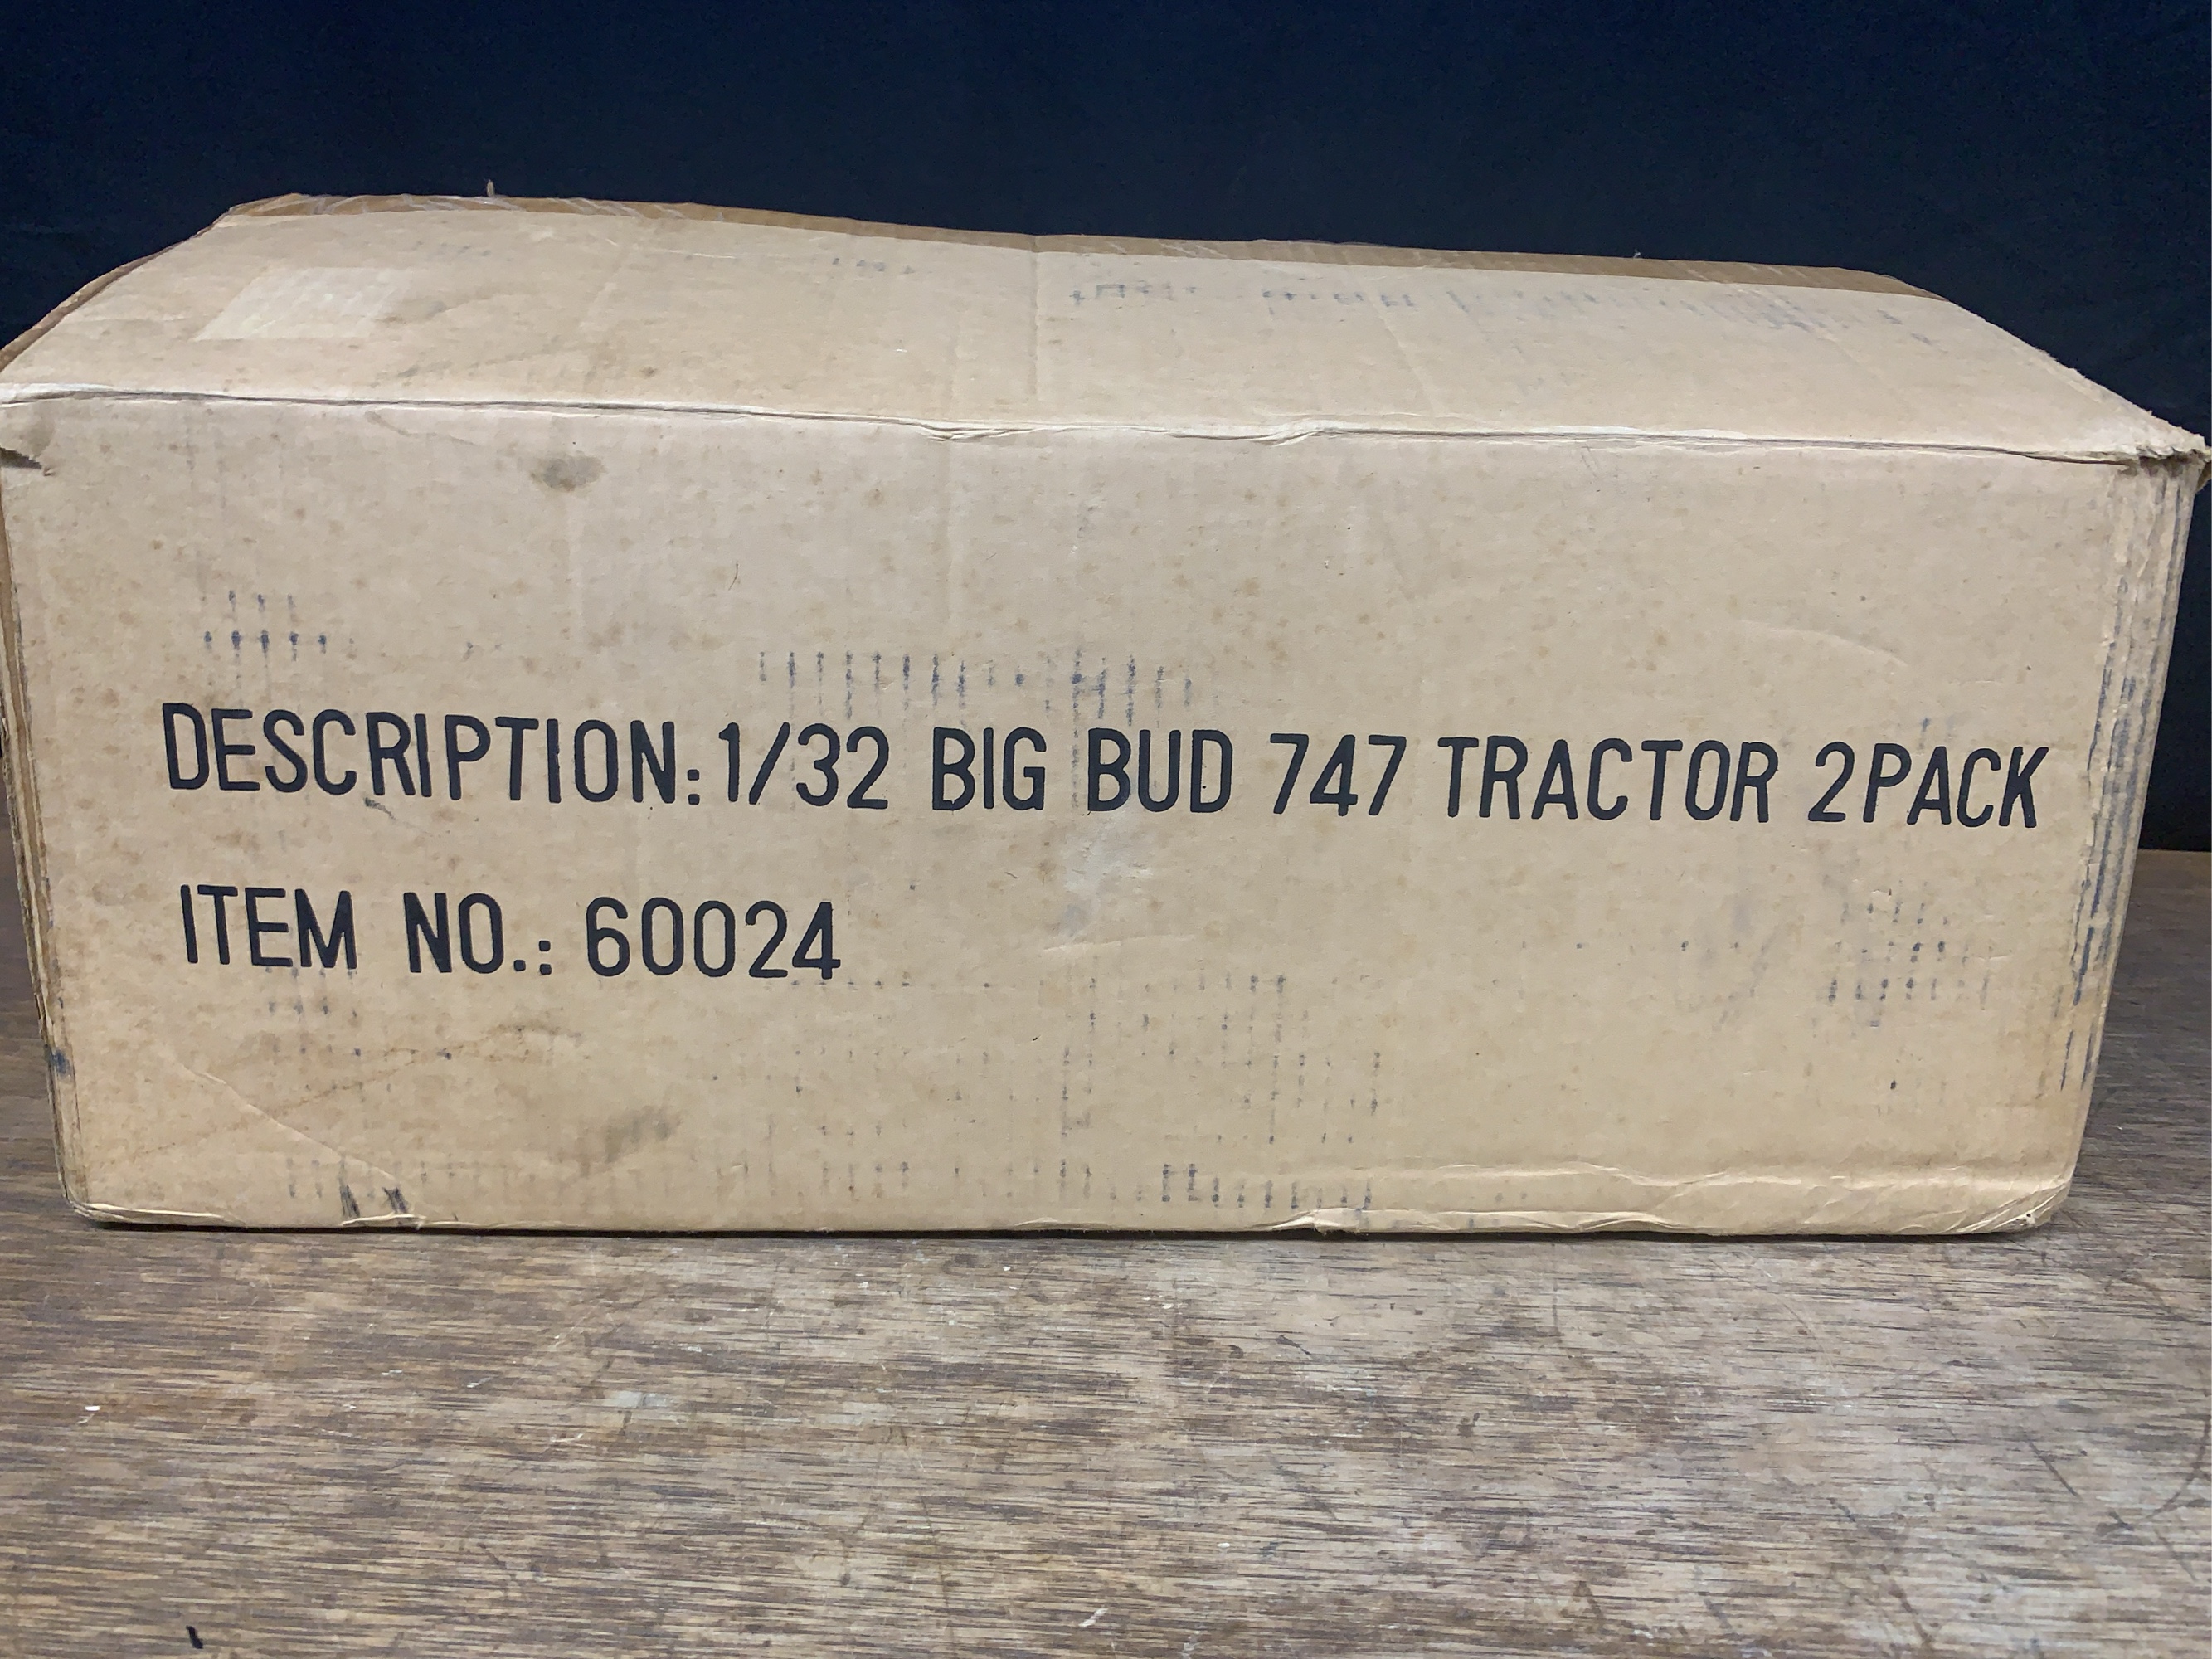 DESCRIPTION: 1/32 BIG BUD 747 TRACTOR 2PACK
ITEM NO.: 60024